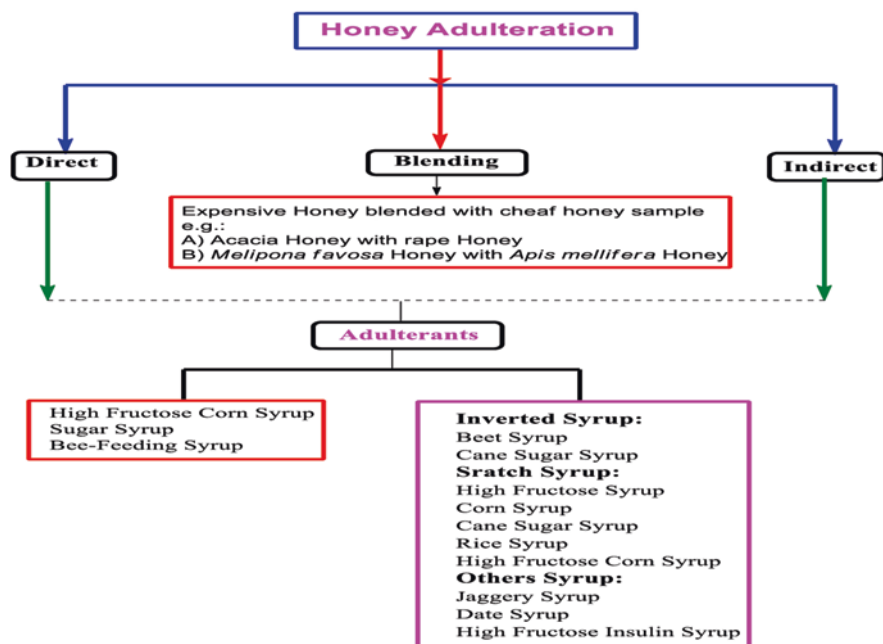 Honey Adulteration
Direct
Blending
Indirect
Expensive Honey blended with cheaf honey sample
e.g.:
A) Acacia Honey with rape Honey
B) Melipona favosa Honey with Apis mellifera Honey
Adulterants
High Fructose Corn Syrup
Sugar Syrup
Bee-Feeding Syrup
Inverted Syrup:
Beet Syrup
Cane Sugar Syrup
Sratch Syrup:
High Fructose Syrup
Corn Syrup
Cane Sugar Syrup
Rice Syrup
High Fructose Corn Syrup
Others Syrup:
Jaggery Syrup
Date Syrup
High Fructose Insulin Syrup